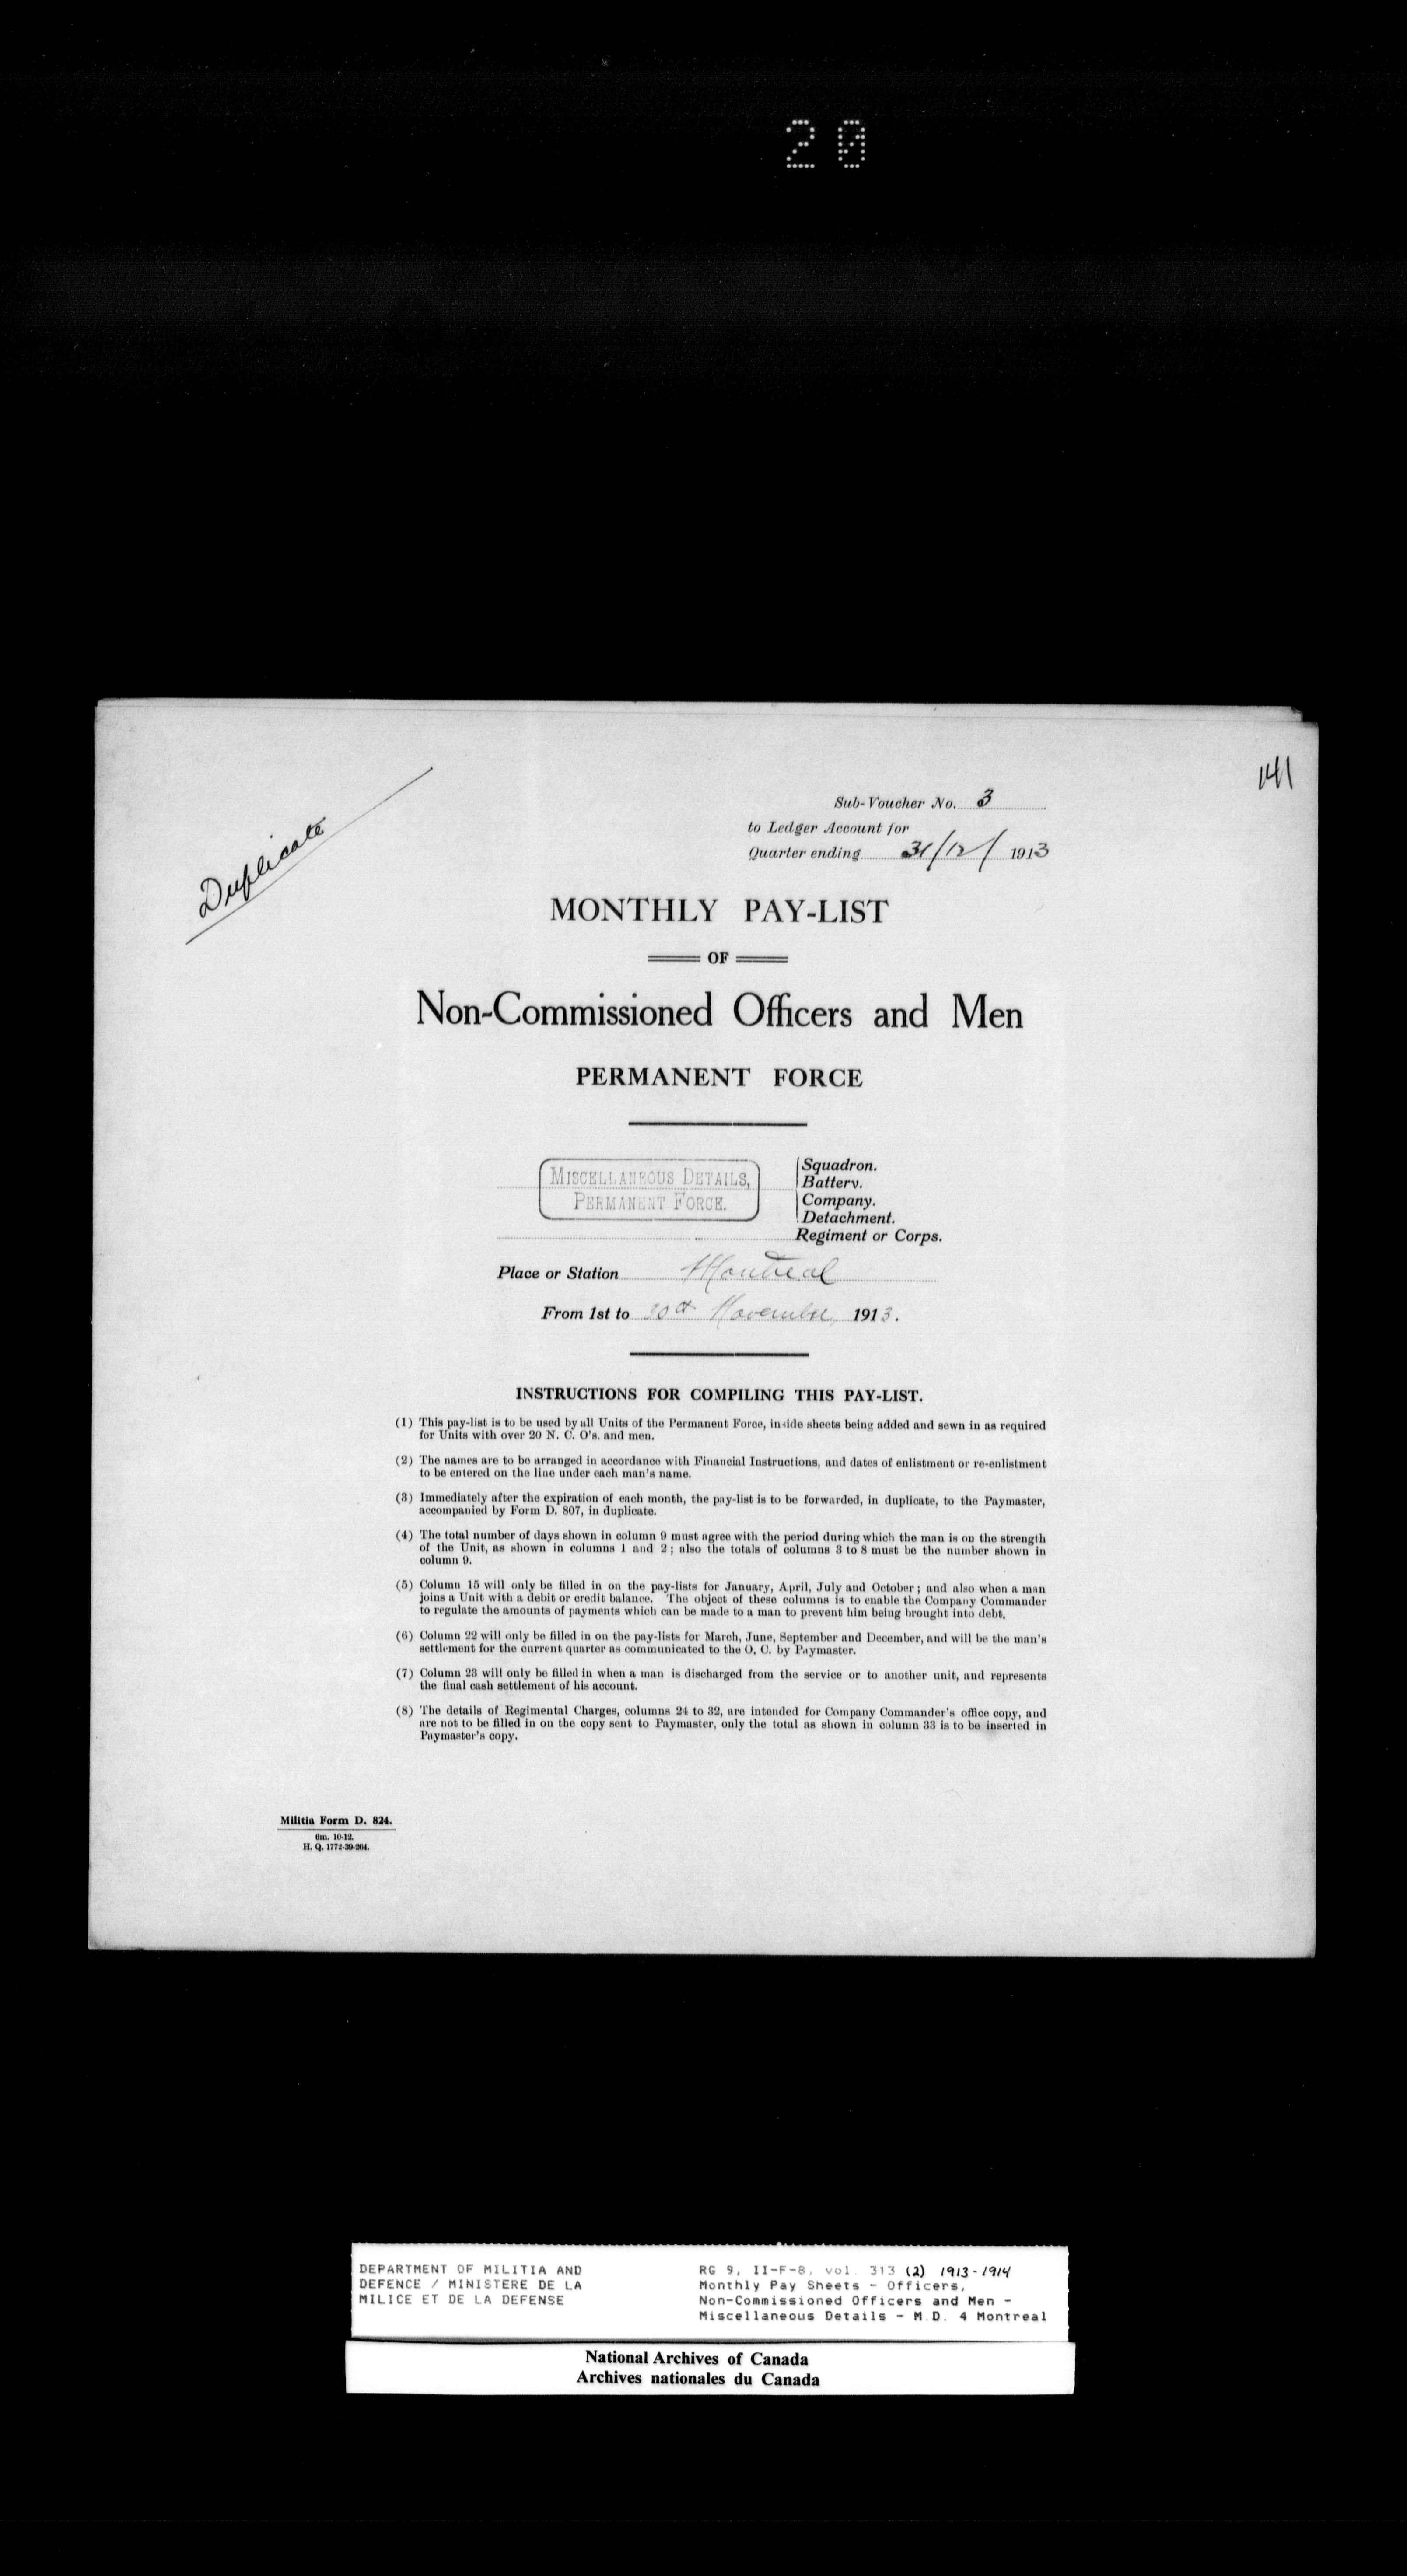 20
141
Duplicate
Sub-Voucher No. 3
to Ledger Account for
Quarter ending 31/12/ 1913
MONTHLY PAY-LIST
OF
Non-Commissioned Officers and Men
PERMANENT FORCE
MISCELLANEOUS DETAILS,
PERMANENT FORCE.
Squadron.
Battery.
Company.
Detachment.
Regiment or Corps.
Place or Station Montreal
From 1st to 30th November, 1913.
INSTRUCTIONS FOR COMPILING THIS PAY-LIST.
(1) This pay-list is to be used by all Units of the Permanent Force, inside sheets being added and sewn in as required
for Units with over 20 N. C. O's. and men.
(2) The names are to be arranged in accordance with Financial Instructions, and dates of enlistment or re-enlistment
to be entered on the line under each man's name.
(3) Immediately after the expiration of each month, the pay-list is to be forwarded, in duplicate, to the Paymaster,
accompanied by Form D. 807, in duplicate.
(4) The total number of days shown in column 9 must agree with the period during which the man is on the strength
of the Unit, as shown in columns 1 and 2; also the totals of columns 3 to 8 must be the number shown in
column 9.
(5) Column 15 will only be filled in on the pay-lists for January, April, July and October; and also when a man
joins a Unit with a debit or credit balance. The object of these columns is to enable the Company Commander
to regulate the amounts of payments which can be made to a man to prevent him being brought into debt.
(6) Column 22 will only be filled in on the pay-lists for March, June, September and December, and will be the man's
settlement for the current quarter as communicated to the O. C. by Paymaster.
(7) Column 23 will only be filled in when a man is discharged from the service or to another unit, and represents
the final cash settlement of his account.
(8) The details of Regimental Charges, columns 24 to 32, are intended for Company Commander's office copy, and
are not to be filled in on the copy sent to Paymaster, only the total as shown in column 33 is to be inserted in
Paymaster's copy.
Militia Form D. 824.
6m. 10-12.
H. Q. 1772-39-264.
DEPARTMENT OF MILITIA AND
DEFENCE / MINISTERE DE LA
MILICE ET DE LA DEFENSE
RG 9, II-F-8, vol. 313 (2) 1913-1914
Monthly Pay Sheets - Officers,
Non-Commissioned Officers and Men -
Miscellaneous Details - M.D. 4 Montreal
National Archives of Canada
Archives nationales du Canada